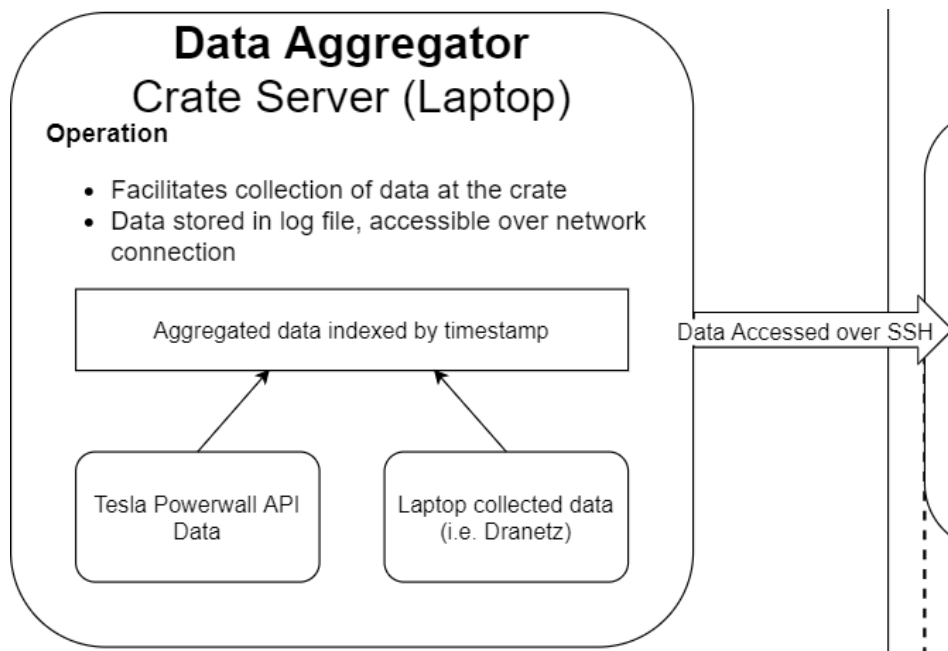 Data Aggregator
Crate Server (Laptop)
Operation
• Facilitates collection of data at the crate
• Data stored in log file, accessible over network
connection
Aggregated data indexed by timestamp
Data Accessed over SSH
Tesla Powerwall API
Data
Laptop collected data
(i.e. Dranetz)